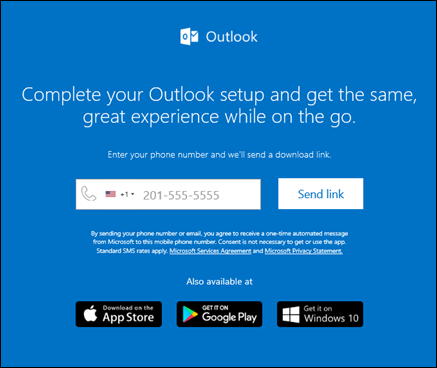 Outlook
Complete your Outlook setup and get the same,
great experience while on the go.
Enter your phone number and we'll send a download link.
+1 201-555-5555 Send link
By sending your phone number or email, you agree to receive a one-time automated message
from Microsoft to this mobile phone number. Consent is not necessary to get or use the app.
Standard SMS rates apply. Microsoft Services Agreement and Microsoft Privacy Statement.
Also available at
Download on the
App Store
GET IT ON
Google Play
Get it on
Windows 10